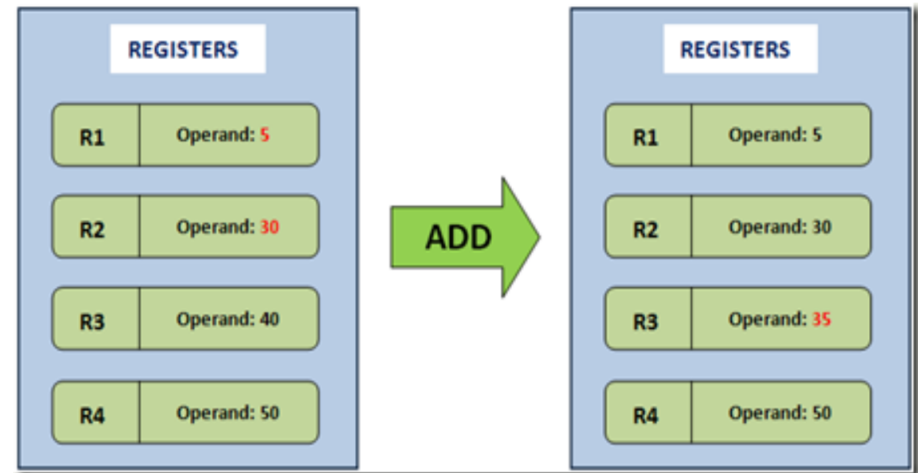 REGISTERS
R1 Operand: 5
R2 Operand: 30
R3 Operand: 40
R4 Operand: 50
ADD
REGISTERS
R1 Operand: 5
R2 Operand: 30
R3 Operand: 35
R4 Operand: 50